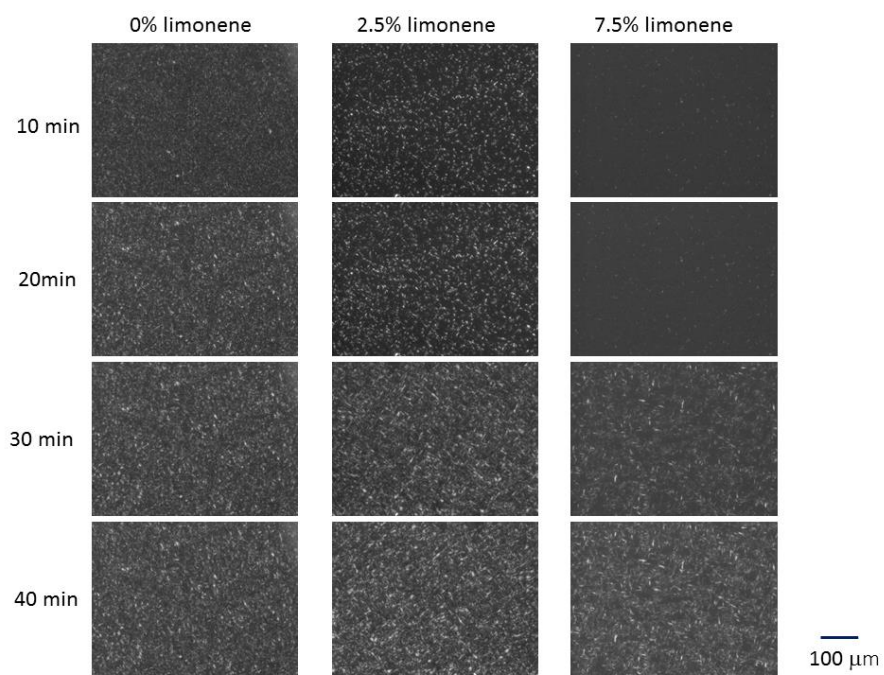 0% limonene
2.5% limonene
7.5% limonene
10 min
20min
30 min
40 min
100 μm